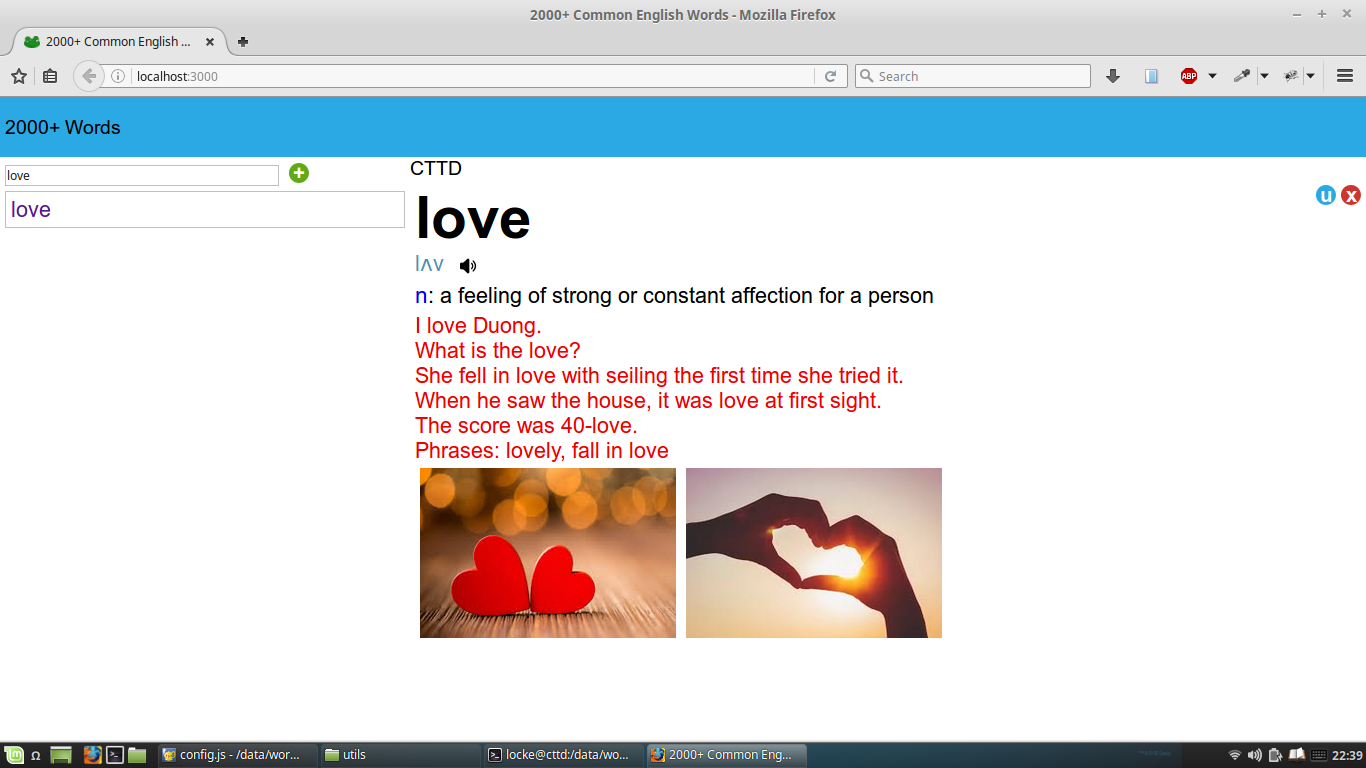 2000+ Common English Words - Mozilla Firefox
2000+ Common English ...
localhost:3000
Search
ABP
2000+ Words
love
CTTD
love
love
u
x
lʌv
n: a feeling of strong or constant affection for a person
I love Duong.
What is the love?
She fell in love with seiling the first time she tried it.
When he saw the house, it was love at first sight.
The score was 40-love.
Phrases: lovely, fall in love
Ω
config.js - /data/wor...
utils
locke@cttd:/data/wo...
2000+ Common Eng...
22:39